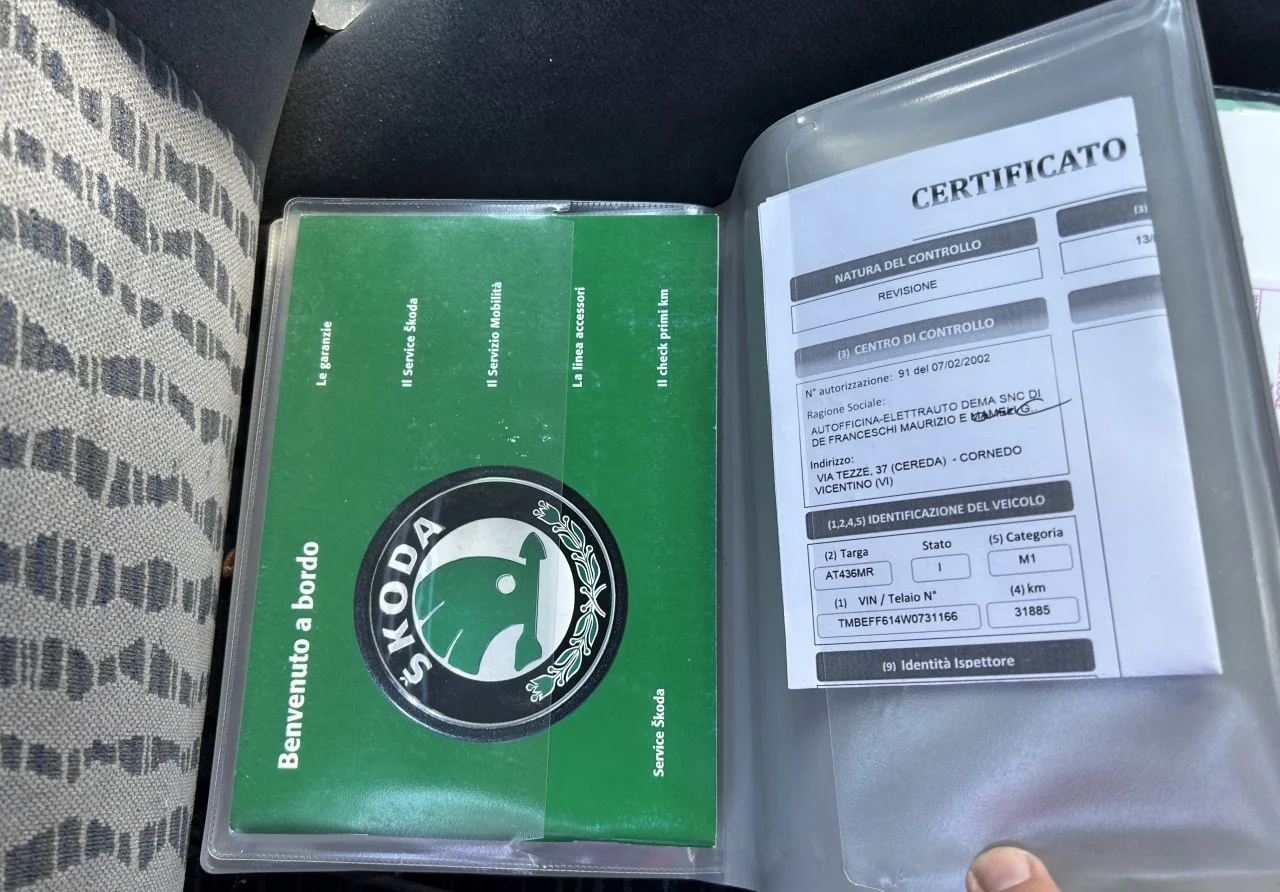 Benvenuto a bordo
Le garanzie
Il Service Škoda
Il Servizio Mobilità
La linea accessori
Il check primi km
ŠKODA
Service Škoda
CERTIFICATO
NATURA DEL CONTROLLO
REVISIONE
(3)
13/
(3) CENTRO DI CONTROLLO
N° autorizzazione: 91 del 07/02/2002
Ragione Sociale:
AUTOFFICINA-ELETTRAUTO DEMA SNC DI
DE FRANCESCHI MAURIZIO E
Indirizzo:
VIA TEZZE, 37 (CEREDA) - CORNEDO
VICENTINO (VI)
(1,2,4,5) IDENTIFICAZIONE DEL VEICOLO
(2) Targa Stato (5) Categoria
AT436MR I M1
(1) VIN / Telaio N° (4) km
TMBEFF614W0731166 31885
(9) Identità Ispettore